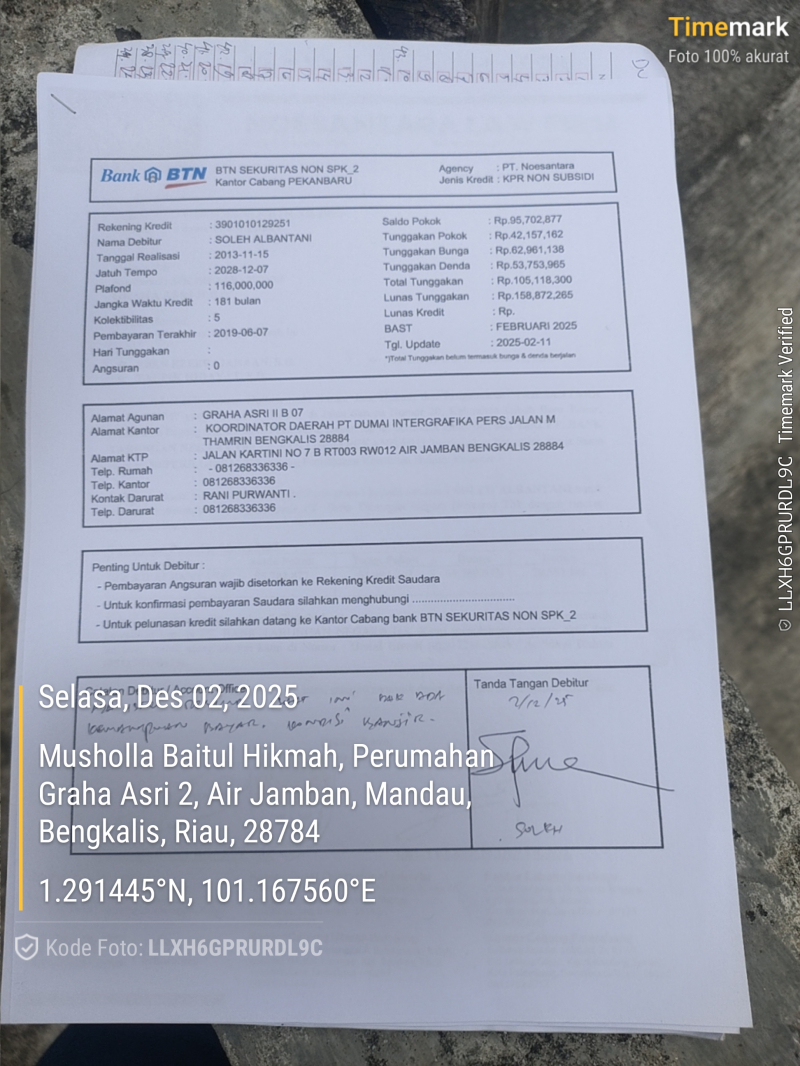 Timemark
Foto 100% akurat
Bank BTN
BTN SEKURITAS NON SPK_2
Kantor Cabang PEKANBARU
Agency : PT. Noesantara
Jenis Kredit : KPR NON SUBSIDI
Rekening Kredit : 3901010129251
Nama Debitur : SOLEH ALBANTANI
Tanggal Realisasi : 2013-11-15
Jatuh Tempo : 2028-12-07
Plafond : 116,000,000
Jangka Waktu Kredit : 181 bulan
Kolektibilitas : 5
Pembayaran Terakhir : 2019-06-07
Hari Tunggakan :
Angsuran : 0
Saldo Pokok : Rp.95,702,877
Tunggakan Pokok : Rp.42,157,162
Tunggakan Bunga : Rp.62,961,138
Tunggakan Denda : Rp.53,753,965
Total Tunggakan : Rp.105,118,300
Lunas Tunggakan : Rp.158,872,265
Lunas Kredit : Rp.
BAST : FEBRUARI 2025
Tgl. Update : 2025-02-11
*)Total Tunggakan belum termasuk bunga & denda berjalan
Alamat Agunan : GRAHA ASRI II B 07
Alamat Kantor : KOORDINATOR DAERAH PT DUMAI INTERGRAFIKA PERS JALAN M
THAMRIN BENGKALIS 28884
Alamat KTP : JALAN KARTINI NO 7 B RT003 RW012 AIR JAMBAN BENGKALIS 28884
Telp. Rumah : - 081268336336 -
Telp. Kantor : 081268336336
Kontak Darurat : RANI PURWANTI .
Telp. Darurat : 081268336336
Penting Untuk Debitur :
- Pembayaran Angsuran wajib disetorkan ke Rekening Kredit Saudara
- Untuk konfirmasi pembayaran Saudara silahkan menghubungi ................................
- Untuk pelunasan kredit silahkan datang ke Kantor Cabang bank BTN SEKURITAS NON SPK_2
Tanda Tangan Debitur
2/12/25
kemampuan bayar. kondisi banjir.
SOLEH
Selasa, Des 02, 2025
Musholla Baitul Hikmah, Perumahan
Graha Asri 2, Air Jamban, Mandau,
Bengkalis, Riau, 28784
1.291445°N, 101.167560°E
Kode Foto: LLXH6GPRURDL9C
LLXH6GPRURDL9C Timemark Verified